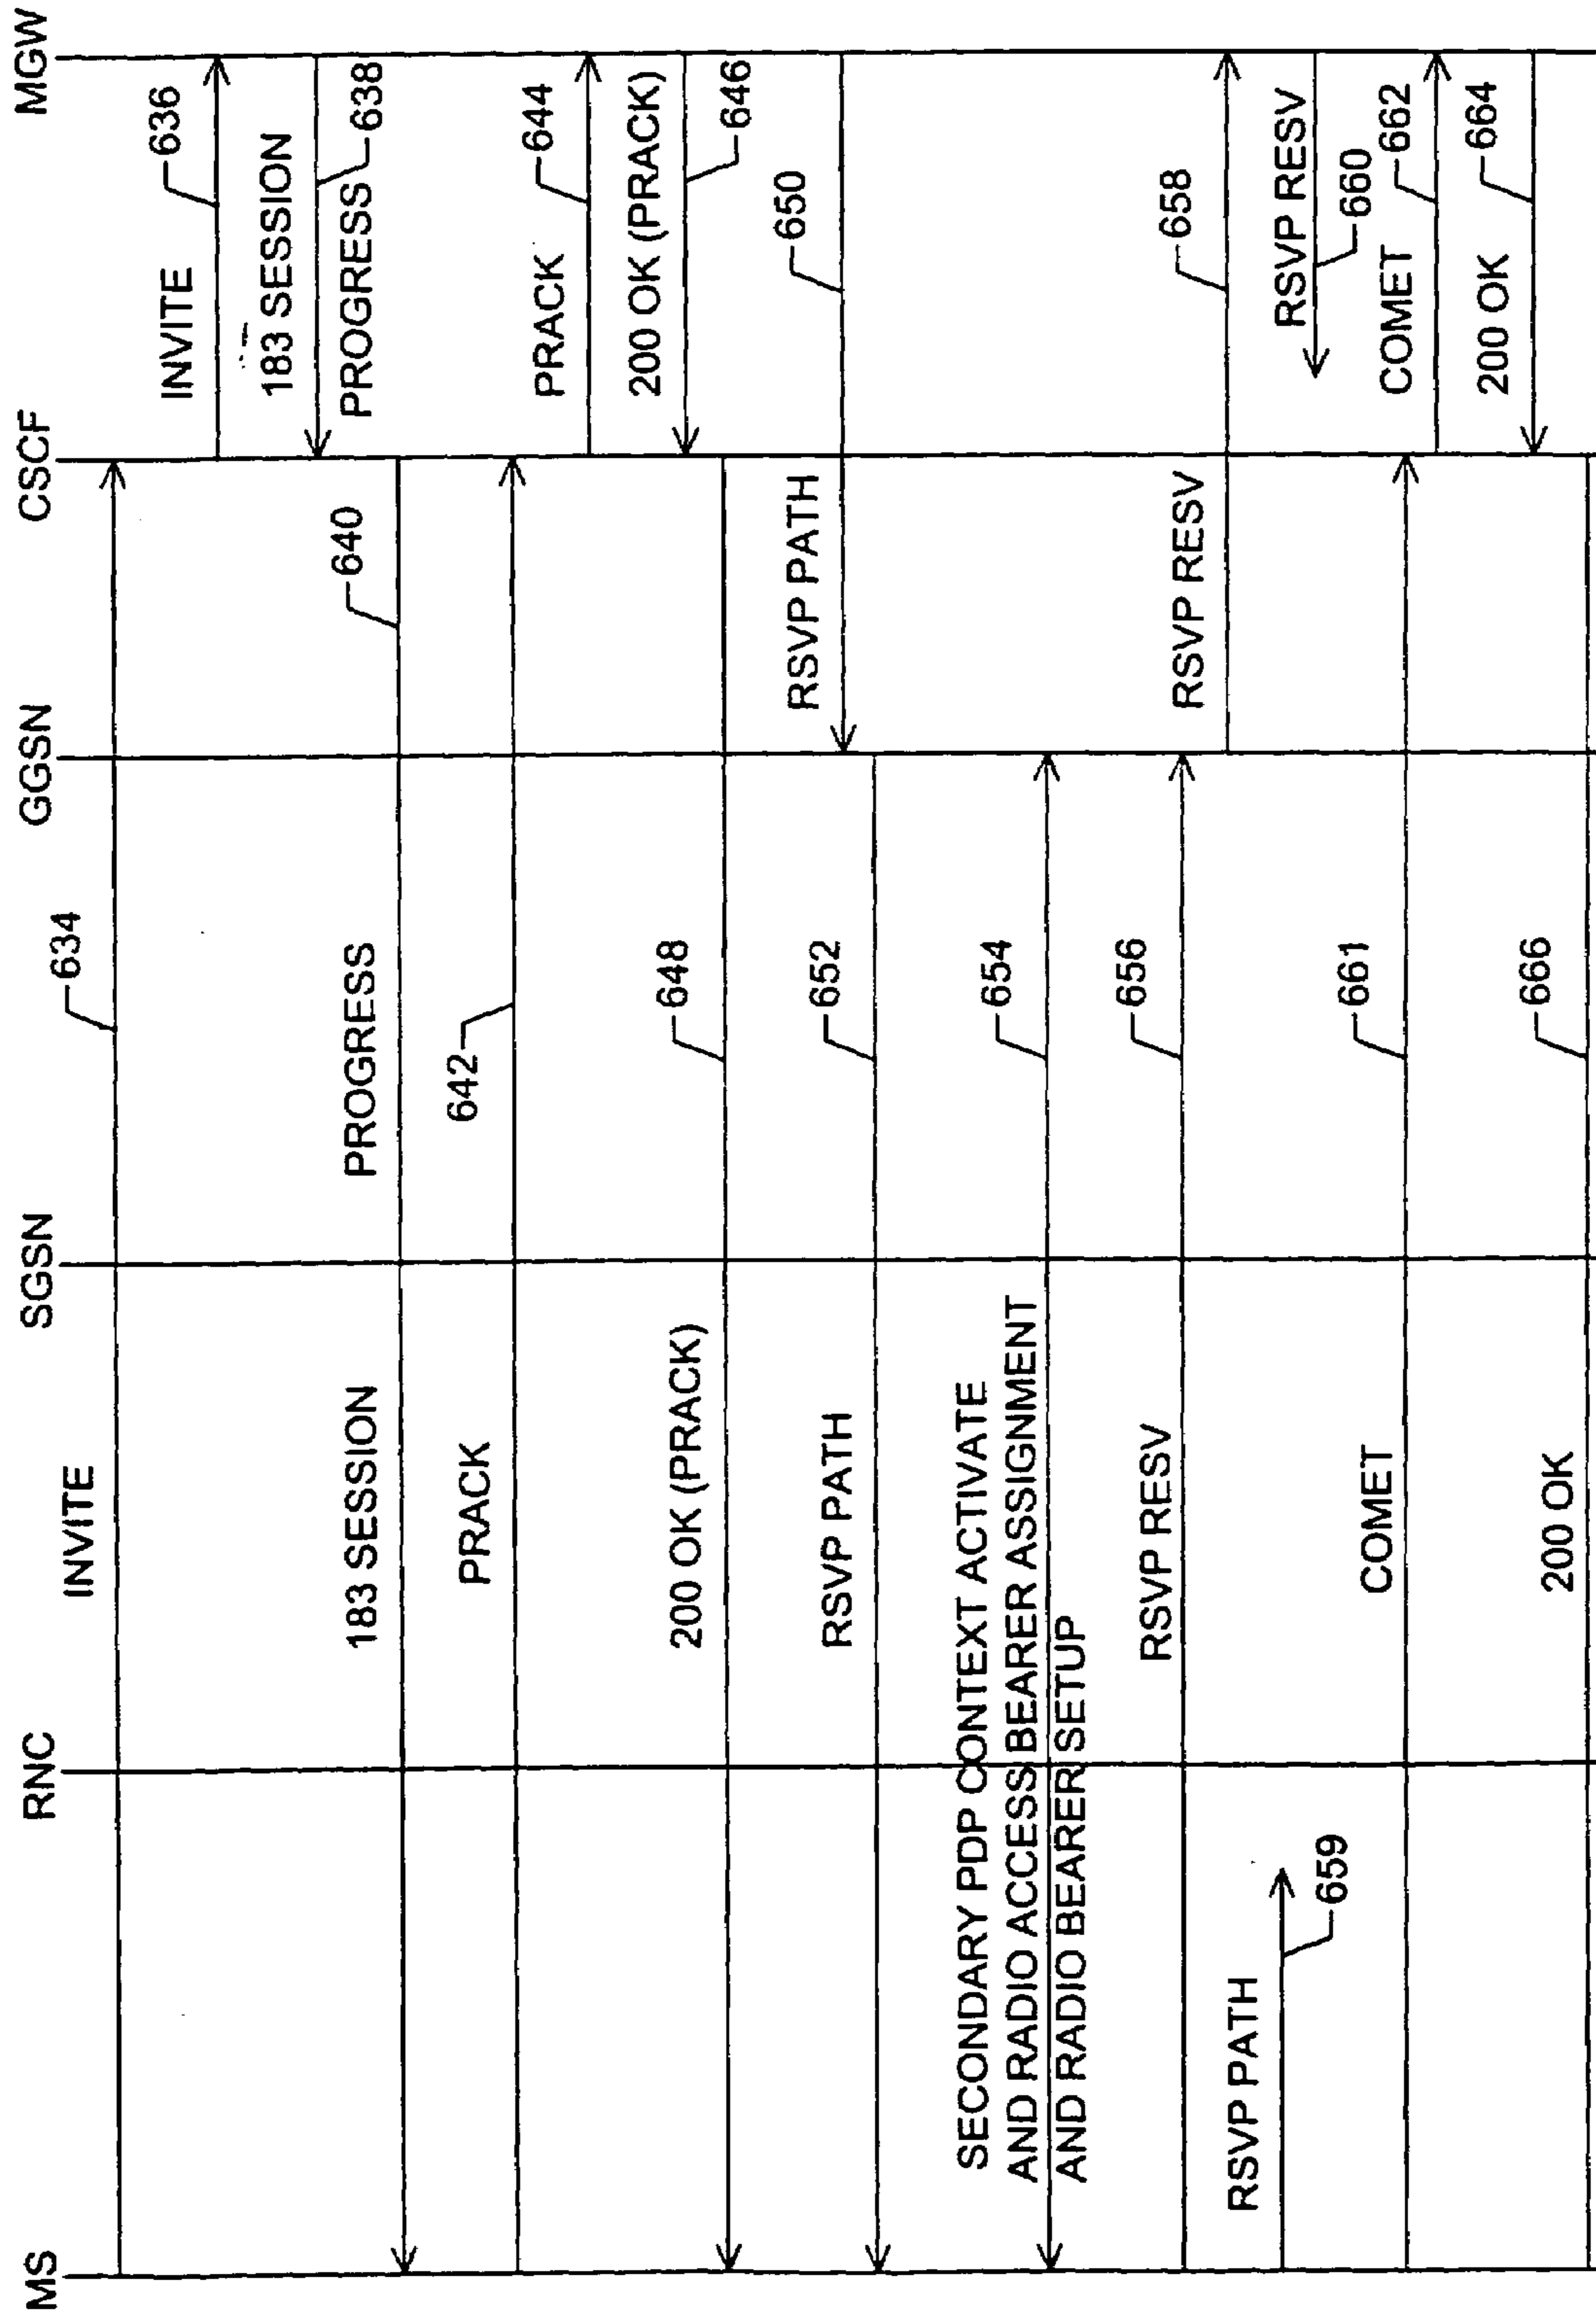 MS
RNC
SGSN
GGSN
CSCF
MGW
INVITE
634
INVITE
636
183 SESSION
638
PROGRESS
183 SESSION
PROGRESS
640
PRACK
642
PRACK
644
200 OK (PRACK)
646
200 OK (PRACK)
648
RSVP PATH
650
RSVP PATH
652
SECONDARY PDP CONTEXT ACTIVATE
AND RADIO ACCESS BEARER ASSIGNMENT
AND RADIO BEARER SETUP
654
RSVP RESV
656
RSVP RESV
658
RSVP PATH
659
RSVP RESV
660
COMET
661
COMET
662
200 OK
664
200 OK
666